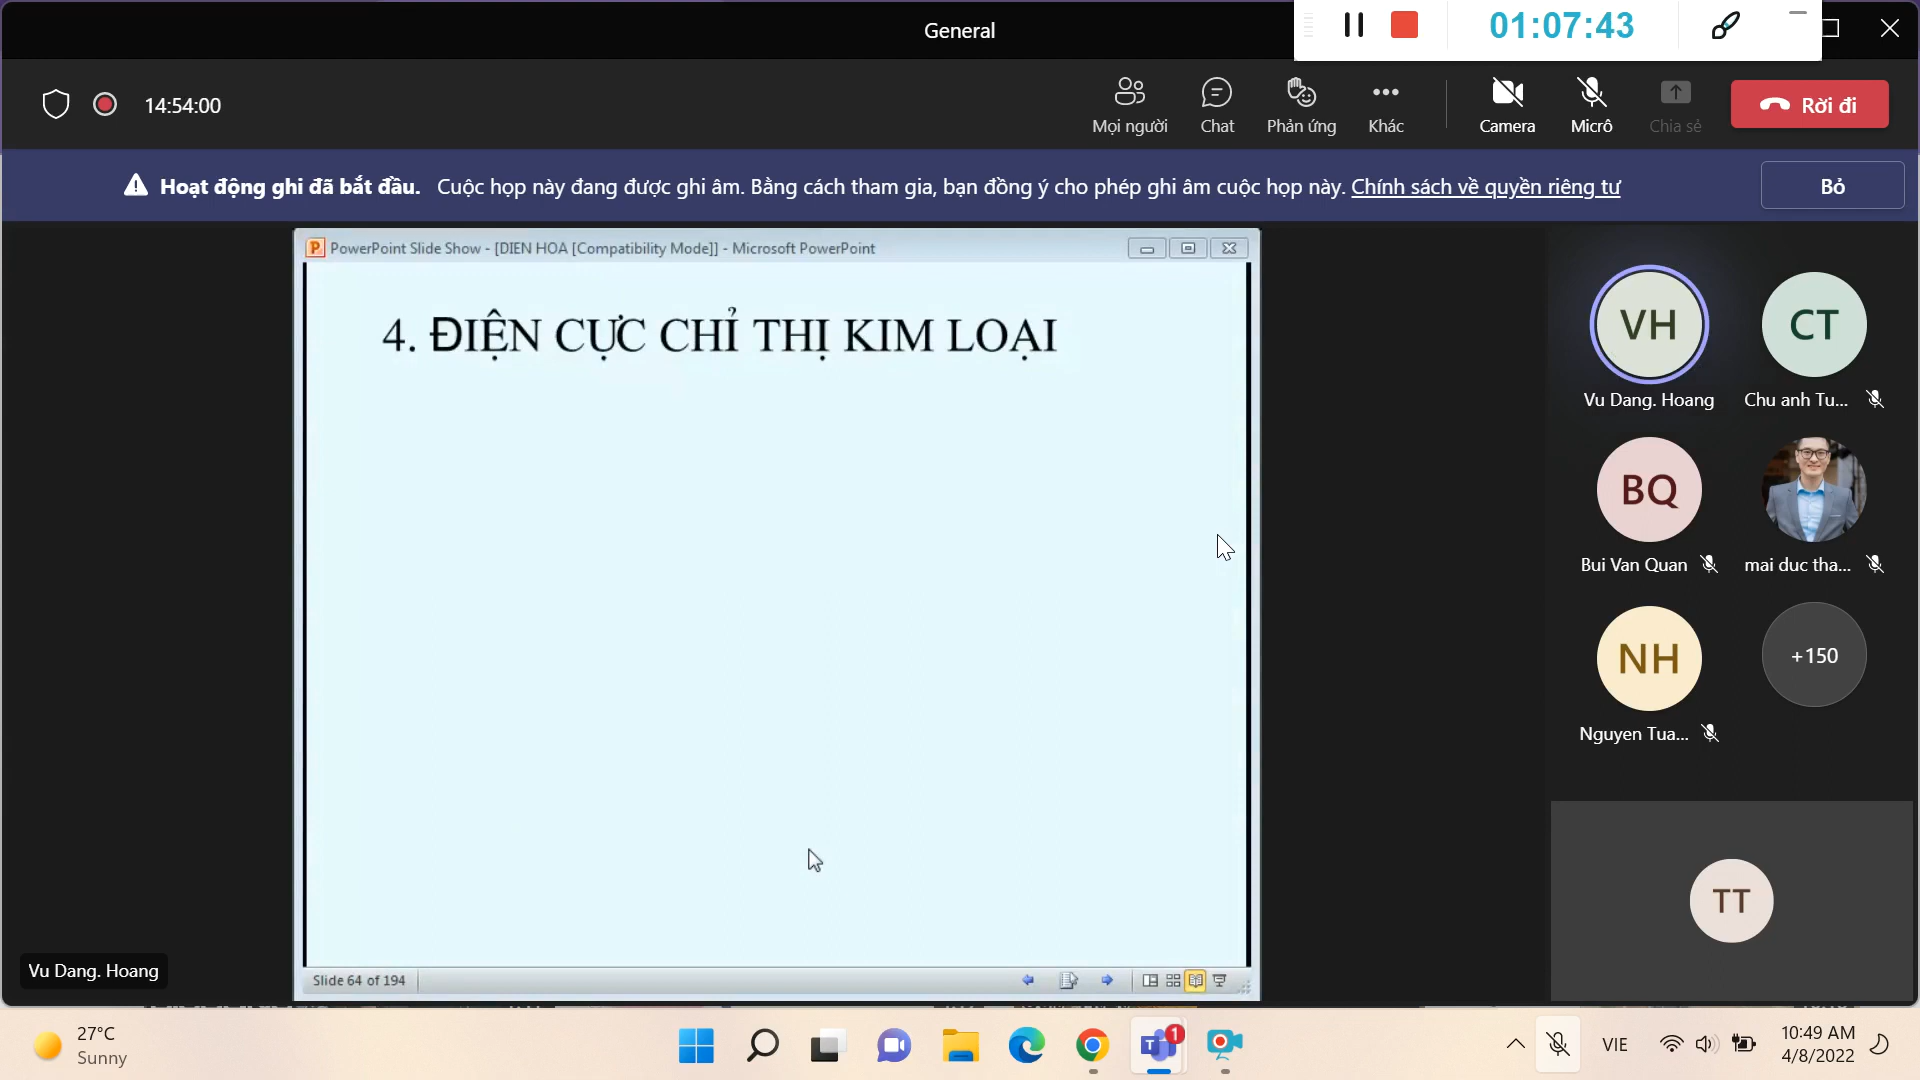 General
01:07:43
14:54:00
Mọi người
Chat
Phản ứng
Khác
Camera
Micrô
Chia sẻ
Rời đi
Hoạt động ghi đã bắt đầu. Cuộc họp này đang được ghi âm. Bằng cách tham gia, bạn đồng ý cho phép ghi âm cuộc họp này. Chính sách về quyền riêng tư
Bỏ
PowerPoint Slide Show - [DIEN HOA [Compatibility Mode]] - Microsoft PowerPoint
4. ĐIỆN CỰC CHỈ THỊ KIM LOẠI
Slide 64 of 194
Vu Dang. Hoang
VH
CT
Vu Dang. Hoang
Chu anh Tu...
BQ
Bui Van Quan
mai duc tha...
NH
+150
Nguyen Tua...
TT
27°C
Sunny
T
1
VIE
10:49 AM
4/8/2022